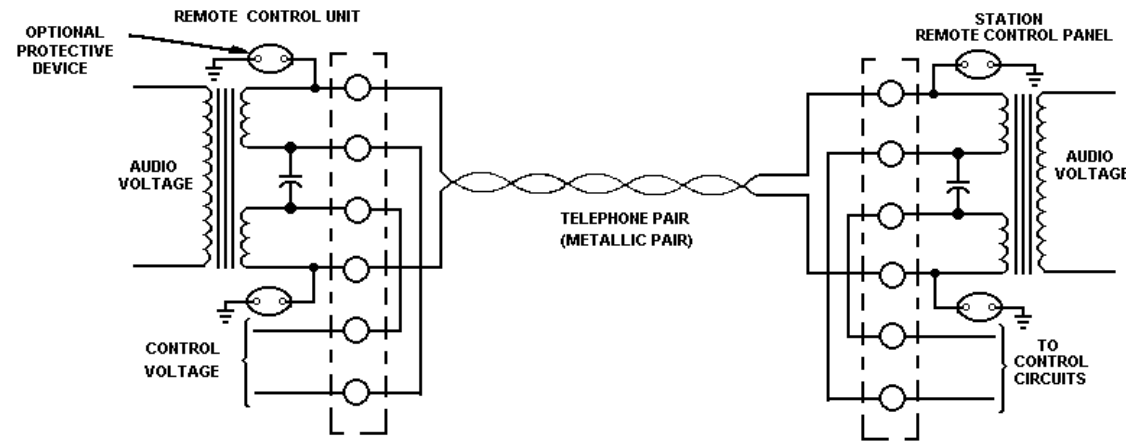 REMOTE CONTROL UNIT
OPTIONAL
PROTECTIVE
DEVICE
STATION
REMOTE CONTROL PANEL
AUDIO
VOLTAGE
TELEPHONE PAIR
(METALLIC PAIR)
AUDIO
VOLTAGE
CONTROL
VOLTAGE
TO
CONTROL
CIRCUITS